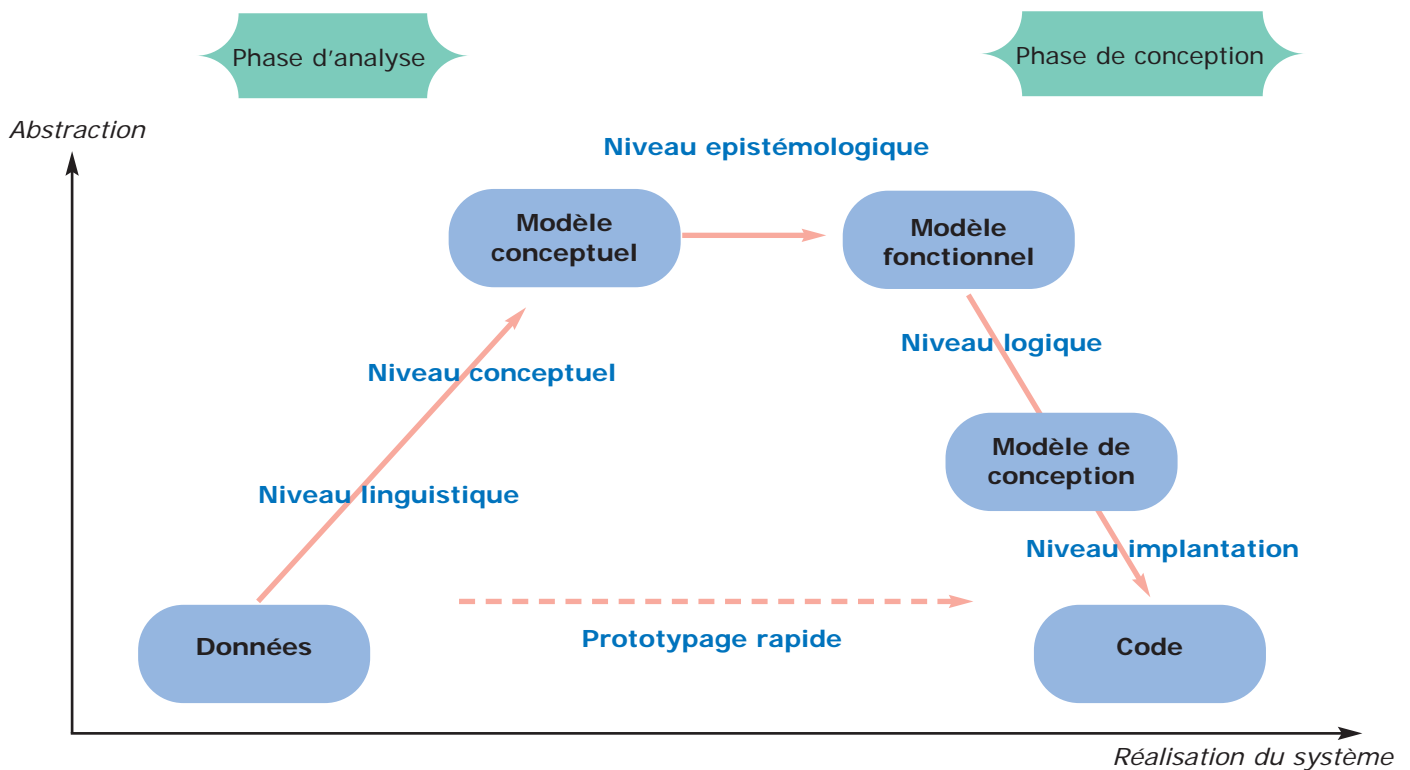 Phase d'analyse
Phase de conception
Abstraction
Niveau epistémologique
Modèle
conceptuel
Modèle
fonctionnel
Niveau logique
Niveau conceptuel
Modèle de
conception
Niveau linguistique
Niveau implantation
Données
Prototypage rapide
Code
Réalisation du système